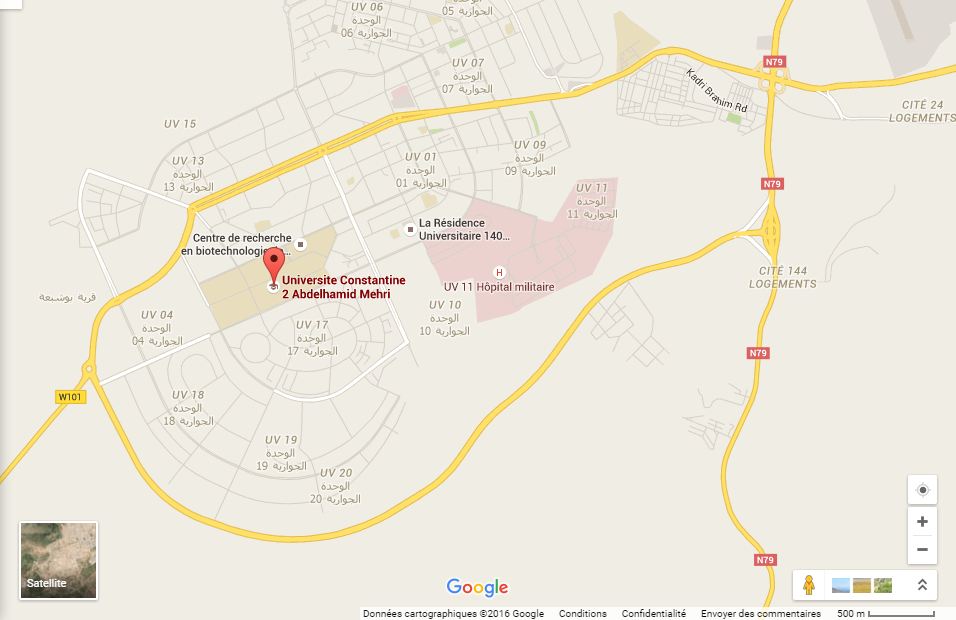 UV 06
الوحدة
الجوارية 06
UV 07
الوحدة
الجوارية 07
N79
Kadri Brahim Rd
CITÉ 24
LOGEMENTS
UV 15
UV 13
الوحدة
الجوارية 13
UV 01
الوحدة
الجوارية 01
UV 09
الوحدة
الجوارية 09
N79
UV 11
الوحدة
الجوارية 11
La Résidence
Universitaire 140...
Centre de recherche
en biotechnologie
Universite Constantine
2 Abdelhamid Mehri
H
UV 11 Hôpital militaire
CITÉ 144
LOGEMENTS
قرية بوشبعة
UV 04
الوحدة
الجوارية 04
UV 10
الوحدة
الجوارية 10
UV 17
الوحدة
الجوارية 17
N79
W101
UV 18
الوحدة
الجوارية 18
UV 19
الوحدة
الجوارية 19
UV 20
الوحدة
الجوارية 20
N79
Satellite
Google
Données cartographiques ©2016 Google Conditions Confidentialité Envoyer des commentaires 500 m